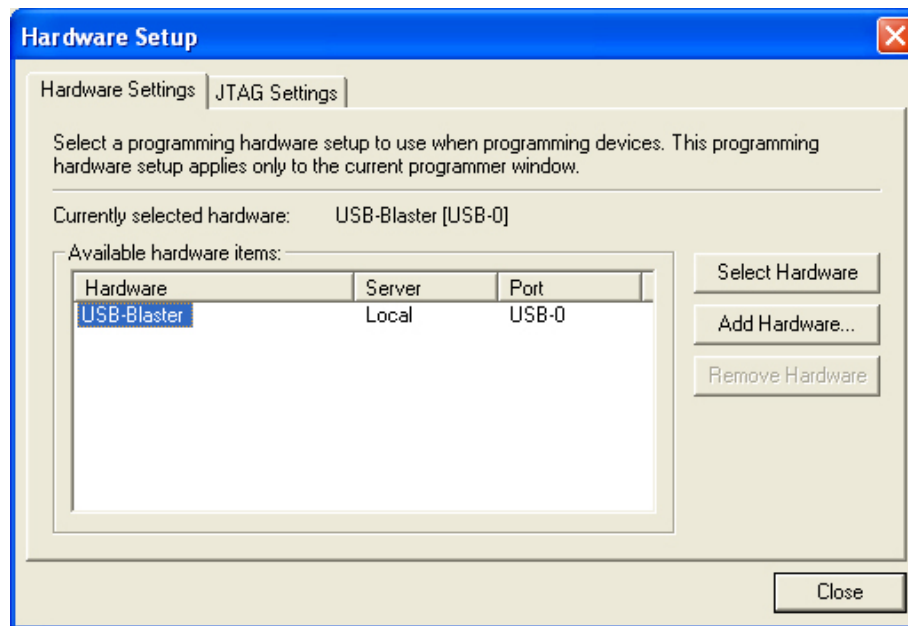 Hardware Setup
Hardware Settings JTAG Settings
Select a programming hardware setup to use when programming devices. This programming
hardware setup applies only to the current programmer window.
Currently selected hardware: USB-Blaster [USB-0]
Available hardware items:
Hardware Server Port
USB-Blaster Local USB-0
Select Hardware
Add Hardware...
Remove Hardware
Close